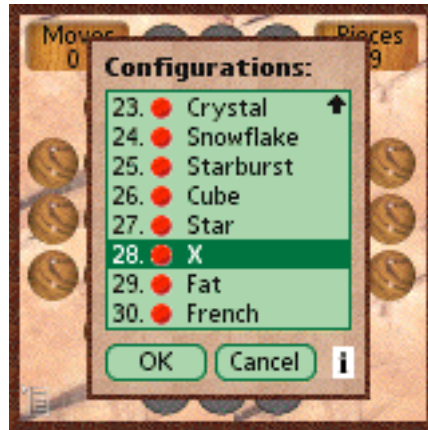 Moves
0
Pieces
9
Configurations:
23. Crystal
24. Snowflake
25. Starburst
26. Cube
27. Star
28. X
29. Fat
30. French
OK Cancel i